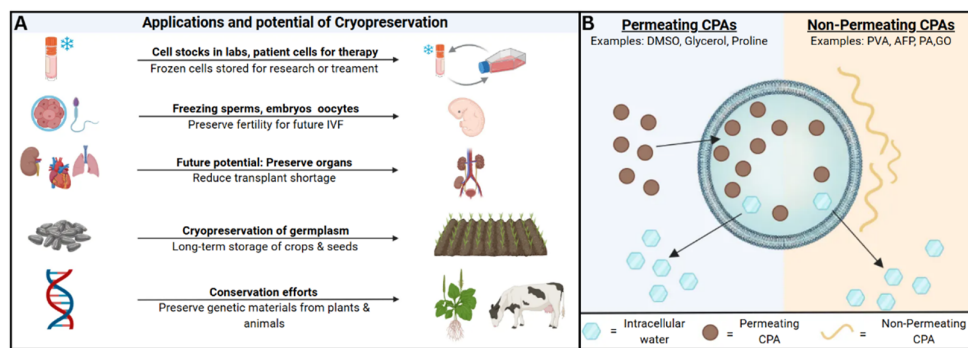 A
Applications and potential of Cryopreservation
Cell stocks in labs, patient cells for therapy
Frozen cells stored for research or treament
Freezing sperms, embryos oocytes
Preserve fertility for future IVF
Future potential: Preserve organs
Reduce transplant shortage
Cryopreservation of germplasm
Long-term storage of crops & seeds
Conservation efforts
Preserve genetic materials from plants &
animals
B
Permeating CPAs
Examples: DMSO, Glycerol, Proline
Non-Permeating CPAs
Examples: PVA, AFP, PA,GO
= Intracellular
water
= Permeating
CPA
= Non-Permeating
CPA